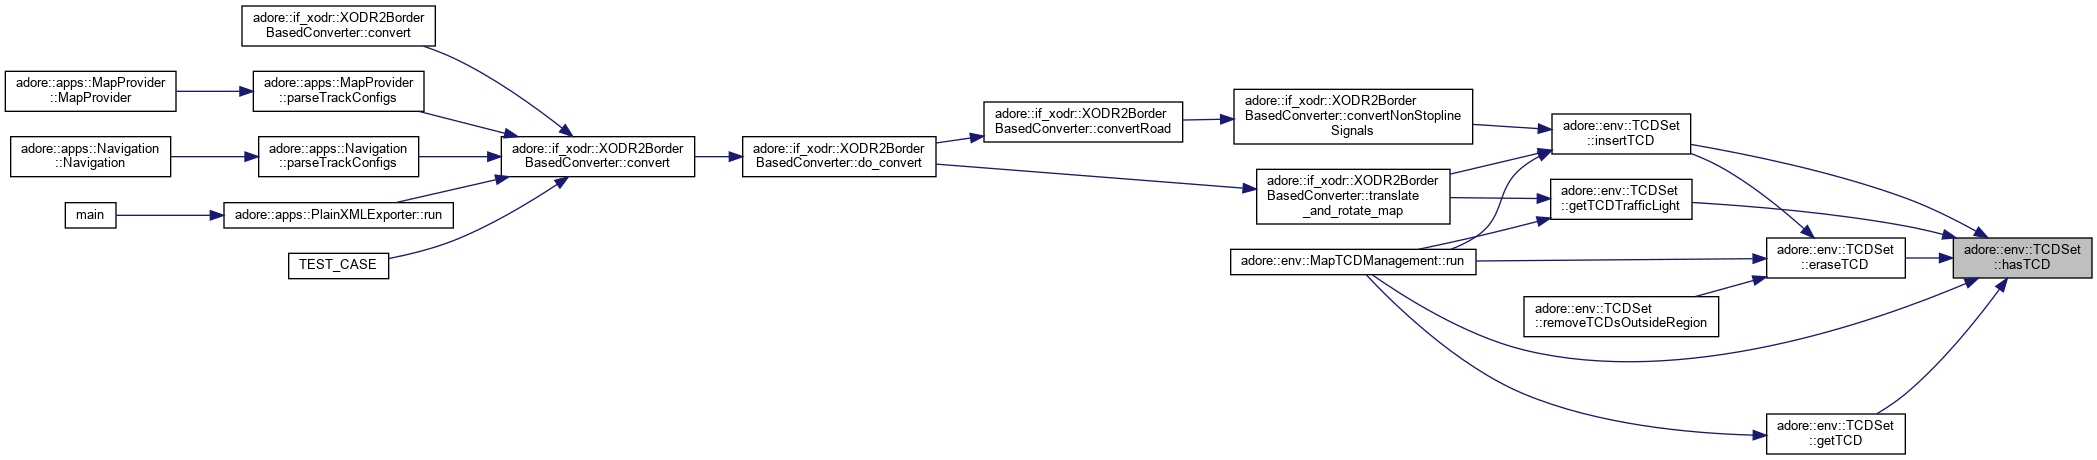 adore::if_xodr::XODR2Border
BasedConverter::convert
adore::apps::MapProvider
::MapProvider
adore::apps::MapProvider
::parseTrackConfigs
adore::apps::Navigation
::Navigation
adore::apps::Navigation
::parseTrackConfigs
main
adore::apps::PlainXMLExporter::run
TEST_CASE
adore::if_xodr::XODR2Border
BasedConverter::convert
adore::if_xodr::XODR2Border
BasedConverter::do_convert
adore::if_xodr::XODR2Border
BasedConverter::convertRoad
adore::if_xodr::XODR2Border
BasedConverter::convertNonStopline
Signals
adore::if_xodr::XODR2Border
BasedConverter::translate
_and_rotate_map
adore::env::MapTCDManagement::run
adore::env::TCDSet
::insertTCD
adore::env::TCDSet
::getTCDTrafficLight
adore::env::TCDSet
::eraseTCD
adore::env::TCDSet
::removeTCDsOutsideRegion
adore::env::TCDSet
::getTCD
adore::env::TCDSet
::hasTCD